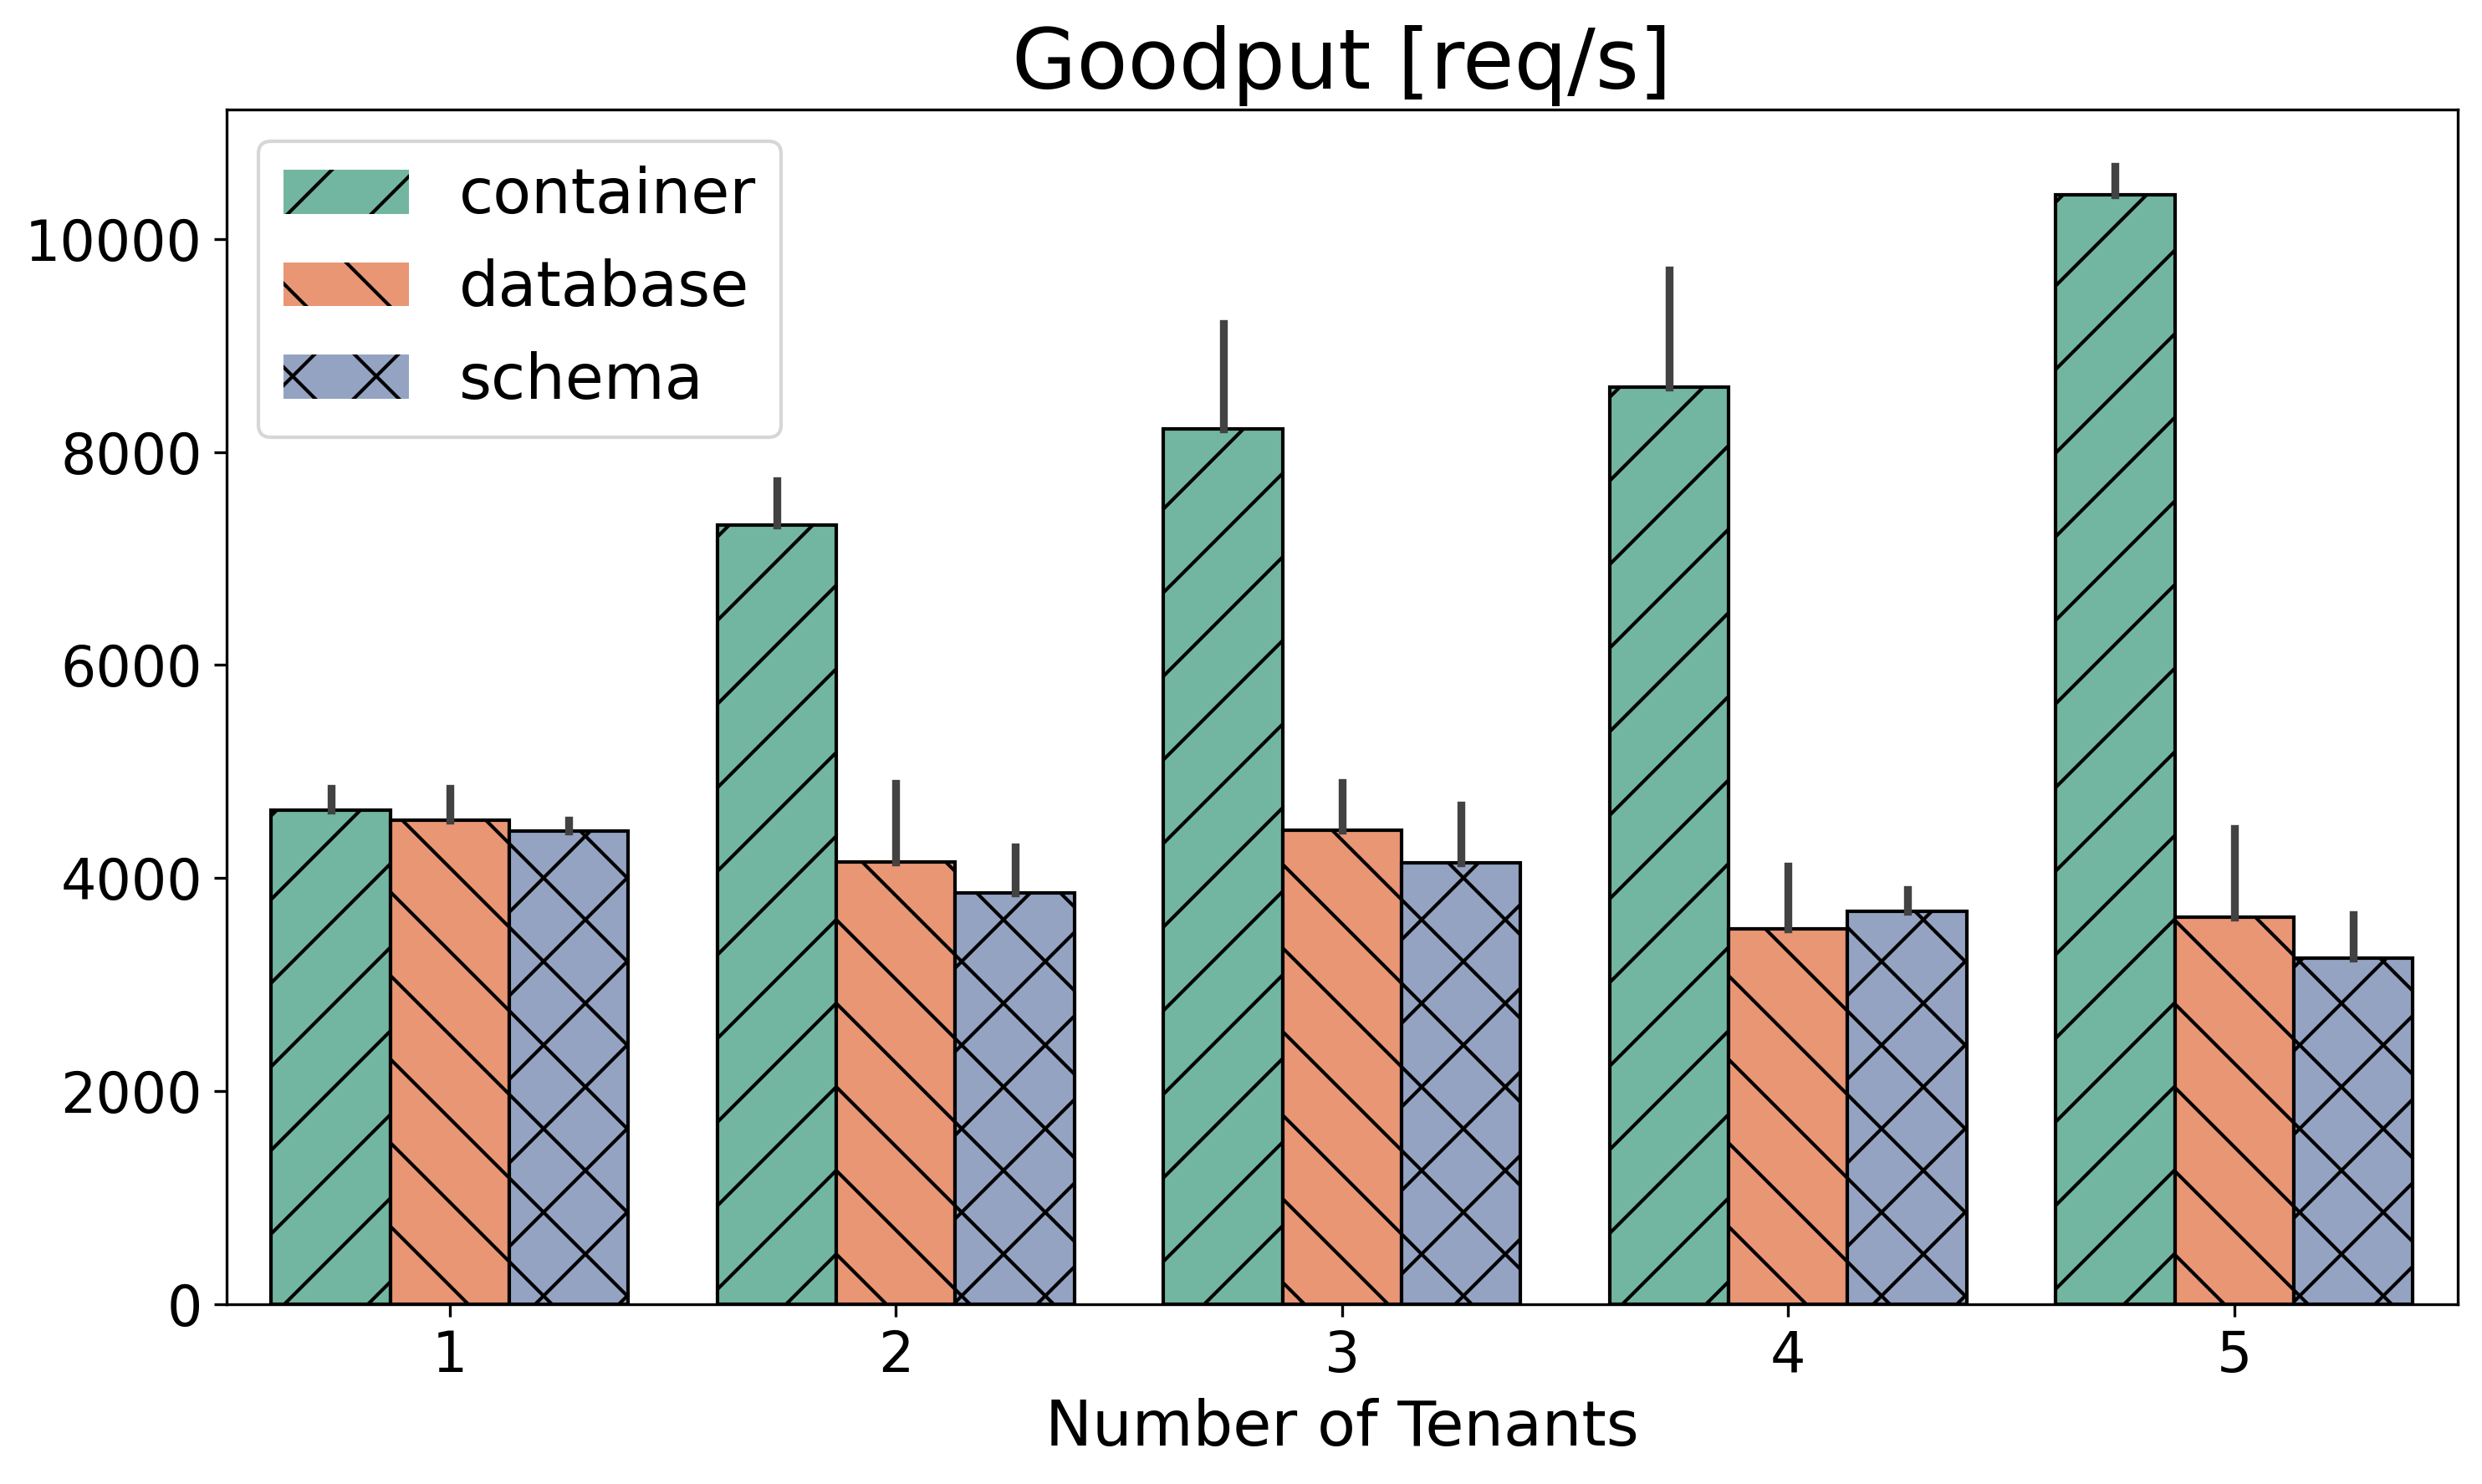 Goodput [req/s]
container
database
schema
10000
8000
6000
4000
2000
0
1 2 3 4 5
Number of Tenants